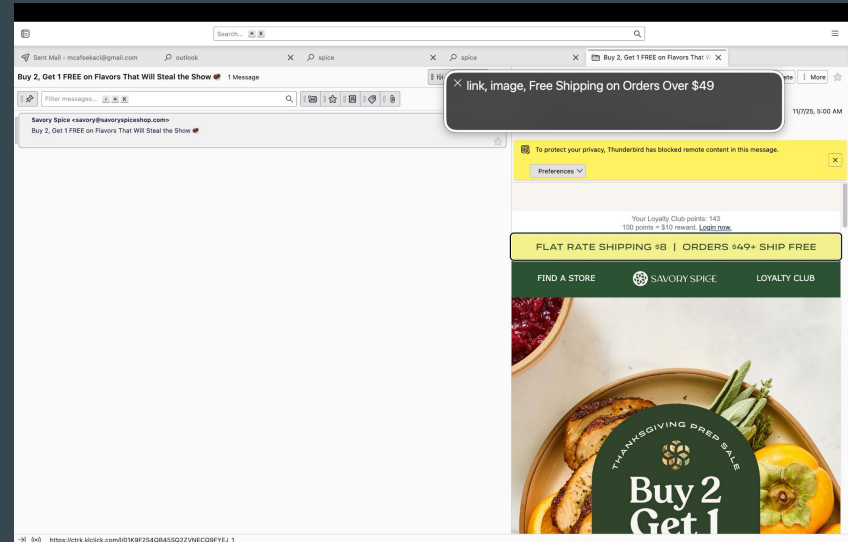 Search... ⌘ K
Sent Mail - mcafeekaci@gmail.com
outlook
spice
spice
Buy 2, Get 1 FREE on Flavors That W
Buy 2, Get 1 FREE on Flavors That Will Steal the Show 1 Message
More
link, image, Free Shipping on Orders Over $49
Filter messages... ⇧ ⌘ K
11/7/25, 5:00 AM
Savory Spice <savory@savoryspiceshop.com>
Buy 2, Get 1 FREE on Flavors That Will Steal the Show
To protect your privacy, Thunderbird has blocked remote content in this message.
Preferences
Your Loyalty Club points: 143
100 points = $10 reward. Login now.
FLAT RATE SHIPPING $8 | ORDERS $49+ SHIP FREE
FIND A STORE
SAVORY SPICE
LOYALTY CLUB
THANKSGIVING PREP SALE
Buy 2
Get 1